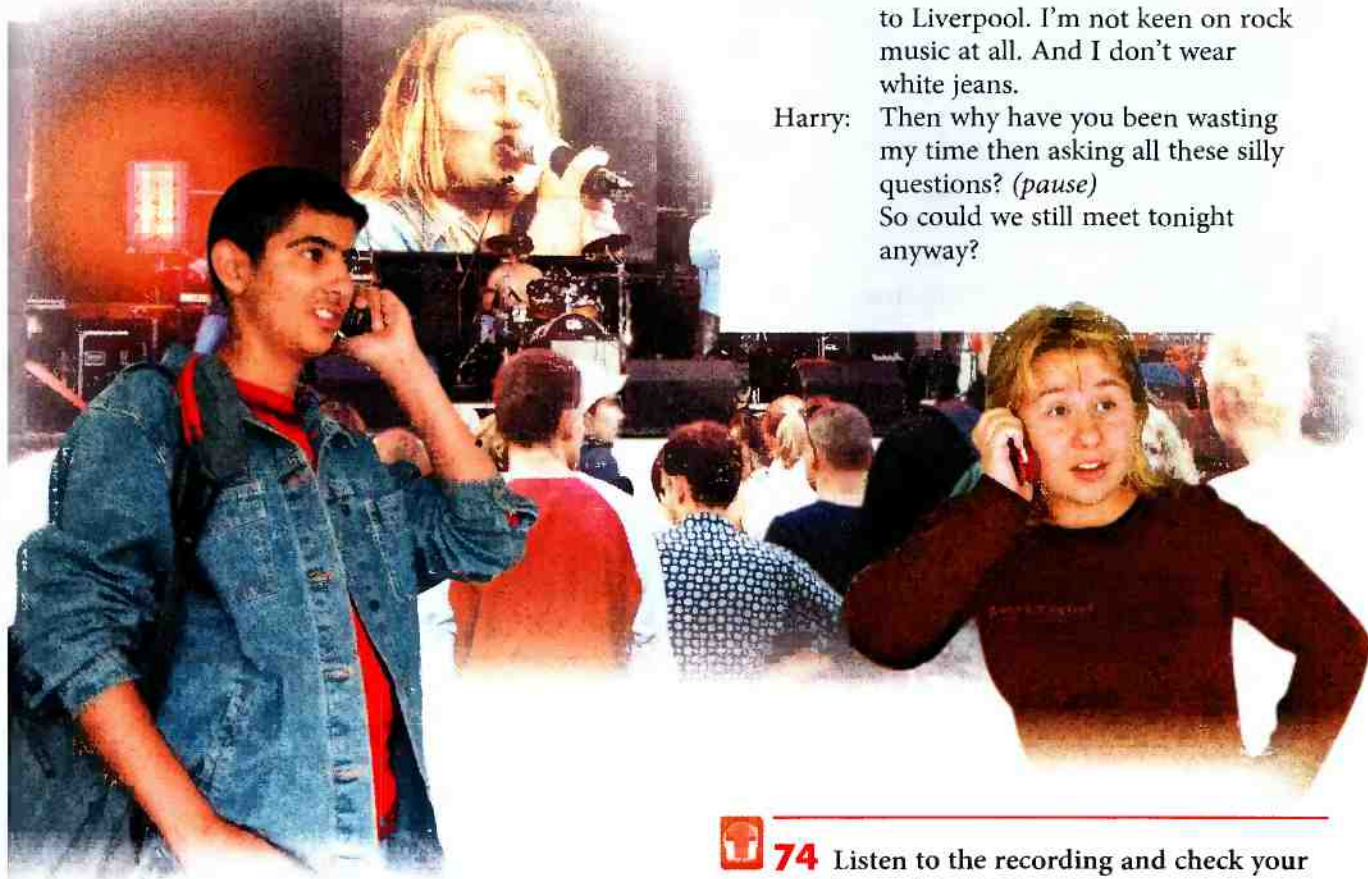 to Liverpool. I'm not keen on rock
music at all. And I don't wear
white jeans.
Harry: Then why have you been wasting
my time then asking all these silly
questions? (pause)
So could we still meet tonight
anyway?
74 Listen to the recording and check your